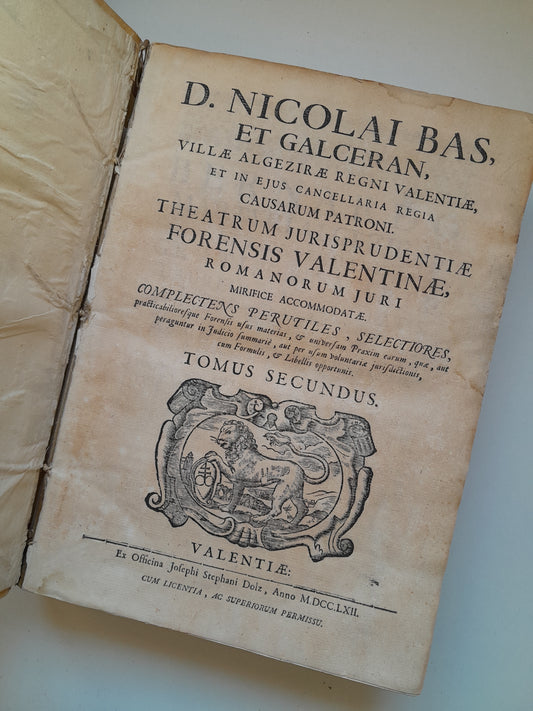 D. NICOLAI BAS,
ET GALCERAN,
VILLÆ ALGEZIRÆ REGNI VALENTIÆ,
ET IN EJUS CANCELLARIA REGIA
CAUSARUM PATRONI.
THEATRUM JURISPRUDENTIÆ
FORENSIS VALENTINÆ,
ROMANORUM JURI
MIRIFICE ACCOMMODATÆ.
COMPLECTENS PERUTILES, SELECTIORES,
practicabilioresque Forensis usus materias, & universam Praxim earum, quæ, aut
peraguntur in Judicio summariè, aut per usum voluntariæ jurisdictionis,
cum Formulis, & Libellis opportunis.
TOMUS SECUNDUS.
VALENTIÆ:
Ex Officina Josephi Stephani Dolz, Anno M.DCC.LXII.
CUM LICENTIA, AC SUPERIORUM PERMISSU.